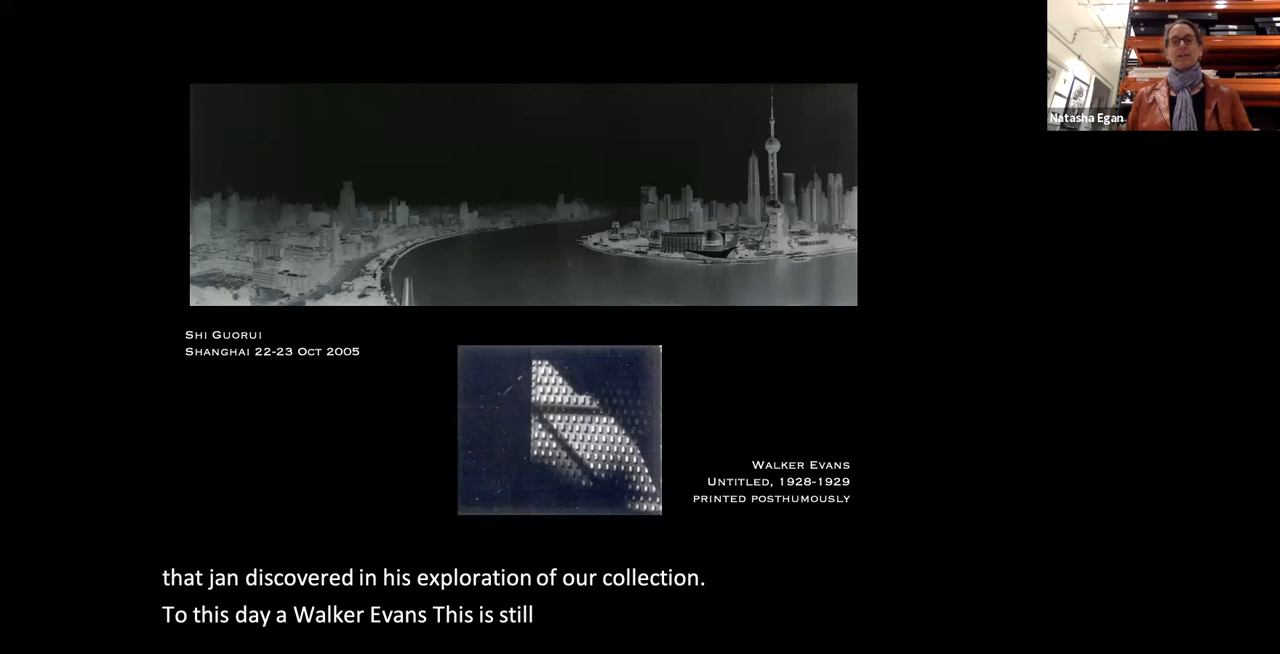 Natasha Egan
Shi Guorui
Shanghai 22-23 Oct 2005
Walker Evans
Untitled, 1928-1929
printed posthumously
that jan discovered in his exploration of our collection.
To this day a Walker Evans This is still